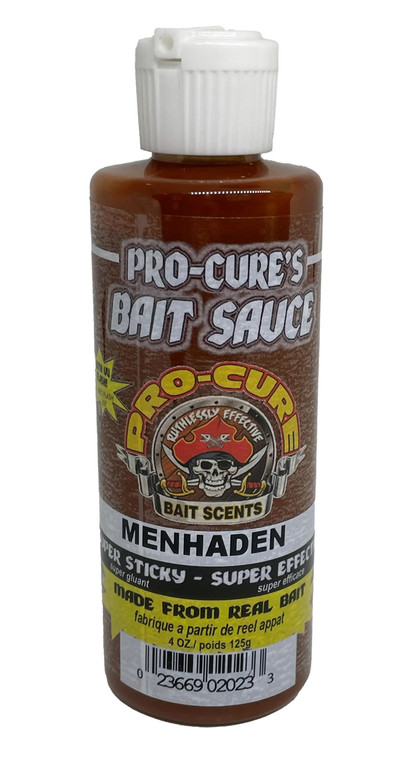 PRO-CURE'S
BAIT SAUCE
PRO-CURE
RUTHLESSLY EFFECTIVE
BAIT SCENTS
MENHADEN
SUPER STICKY - SUPER
super gluant super efficace
MADE FROM REAL BAIT
fabrique a partir de reel appat
4 OZ./ poids 125g
0 23669 02023 3